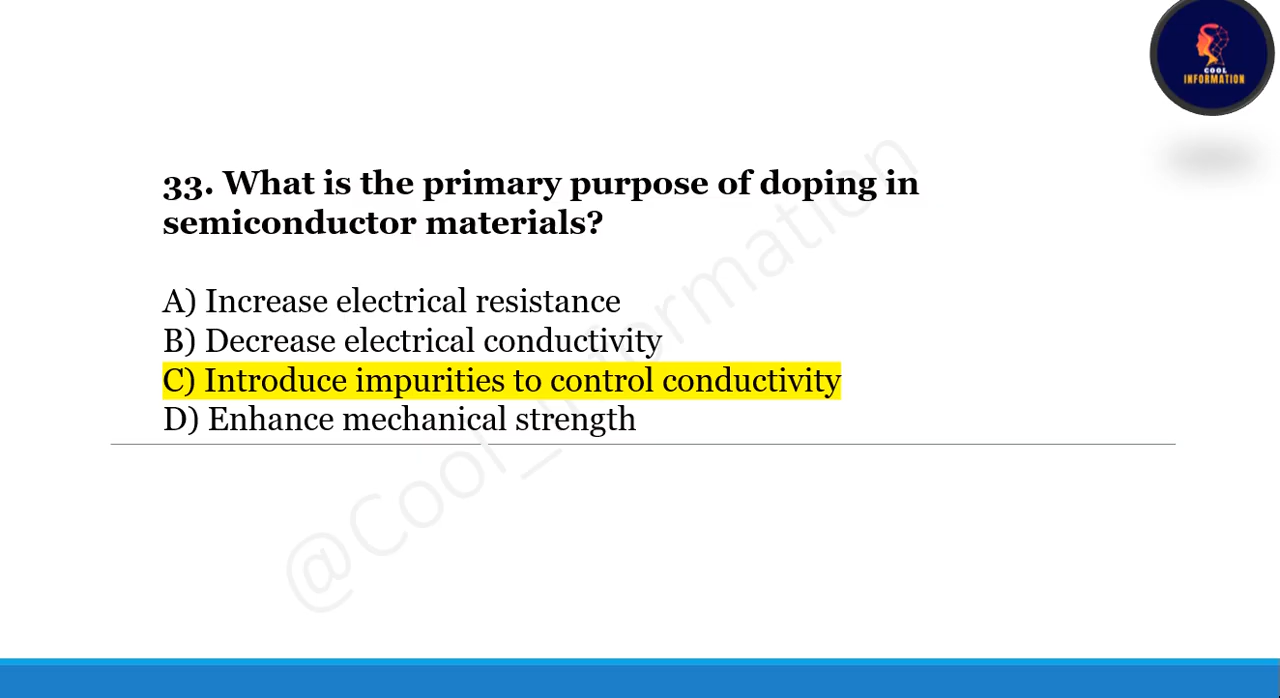 COOL
INFORMATION
33. What is the primary purpose of doping in
semiconductor materials?
A) Increase electrical resistance
B) Decrease electrical conductivity
C) Introduce impurities to control conductivity
D) Enhance mechanical strength
@Cool_Information